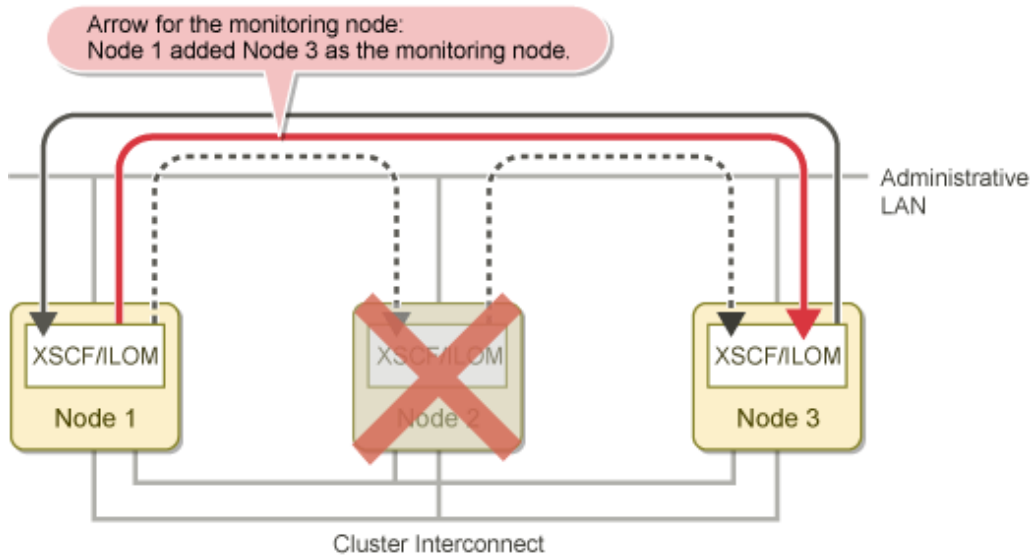 Arrow for the monitoring node:
Node 1 added Node 3 as the monitoring node.
Administrative
LAN
XSCF/ILOM
XSCF/ILOM
XSCF/ILOM
Node 1
Node 2
Node 3
Cluster Interconnect